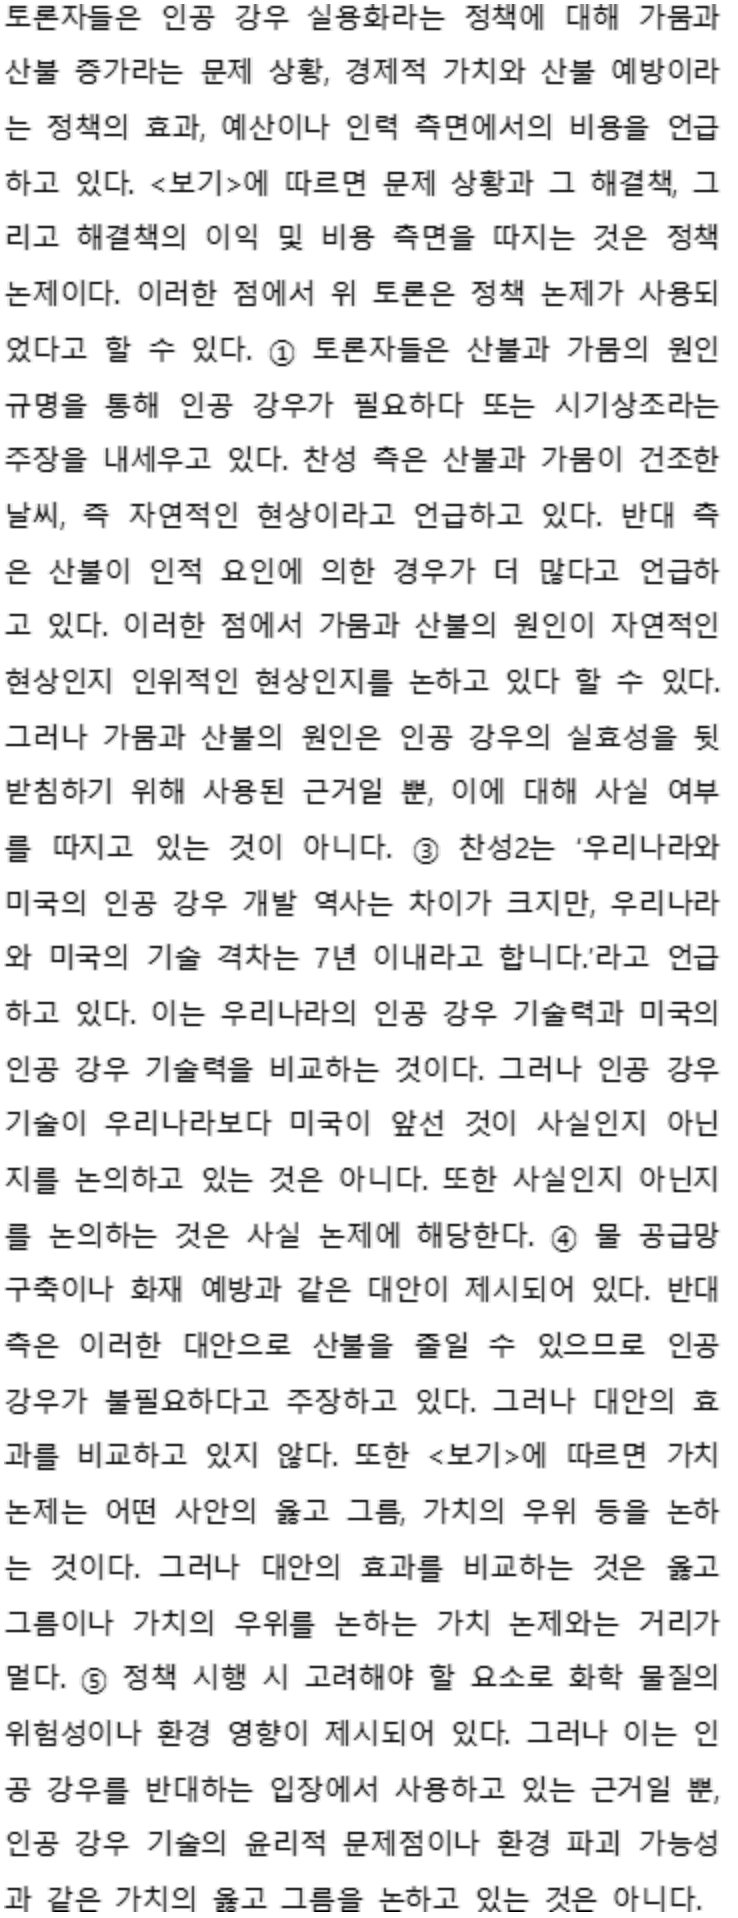 토론자들은 인공 강우 실용화라는 정책에 대해 가뭄과
산불 증가라는 문제 상황, 경제적 가치와 산불 예방이라
는 정책의 효과, 예산이나 인력 측면에서의 비용을 언급
하고 있다. <보기>에 따르면 문제 상황과 그 해결책, 그
리고 해결책의 이익 및 비용 측면을 따지는 것은 정책
논제이다. 이러한 점에서 위 토론은 정책 논제가 사용되
었다고 할 수 있다. ① 토론자들은 산불과 가뭄의 원인
규명을 통해 인공 강우가 필요하다 또는 시기상조라는
주장을 내세우고 있다. 찬성 측은 산불과 가뭄이 건조한
날씨, 즉 자연적인 현상이라고 언급하고 있다. 반대 측
은 산불이 인적 요인에 의한 경우가 더 많다고 언급하
고 있다. 이러한 점에서 가뭄과 산불의 원인이 자연적인
현상인지 인위적인 현상인지를 논하고 있다 할 수 있다.
그러나 가뭄과 산불의 원인은 인공 강우의 실효성을 뒷
받침하기 위해 사용된 근거일 뿐, 이에 대해 사실 여부
를 따지고 있는 것이 아니다. ③ 찬성2는 ‘우리나라와
미국의 인공 강우 개발 역사는 차이가 크지만, 우리나라
와 미국의 기술 격차는 7년 이내라고 합니다.’라고 언급
하고 있다. 이는 우리나라의 인공 강우 기술력과 미국의
인공 강우 기술력을 비교하는 것이다. 그러나 인공 강우
기술이 우리나라보다 미국이 앞선 것이 사실인지 아닌
지를 논의하고 있는 것은 아니다. 또한 사실인지 아닌지
를 논의하는 것은 사실 논제에 해당한다. ④ 물 공급망
구축이나 화재 예방과 같은 대안이 제시되어 있다. 반대
측은 이러한 대안으로 산불을 줄일 수 있으므로 인공
강우가 불필요하다고 주장하고 있다. 그러나 대안의 효
과를 비교하고 있지 않다. 또한 <보기>에 따르면 가치
논제는 어떤 사안의 옳고 그름, 가치의 우위 등을 논하
는 것이다. 그러나 대안의 효과를 비교하는 것은 옳고
그름이나 가치의 우위를 논하는 가치 논제와는 거리가
멀다. ⑤ 정책 시행 시 고려해야 할 요소로 화학 물질의
위험성이나 환경 영향이 제시되어 있다. 그러나 이는 인
공 강우를 반대하는 입장에서 사용하고 있는 근거일 뿐,
인공 강우 기술의 윤리적 문제점이나 환경 파괴 가능성
과 같은 가치의 옳고 그름을 논하고 있는 것은 아니다.